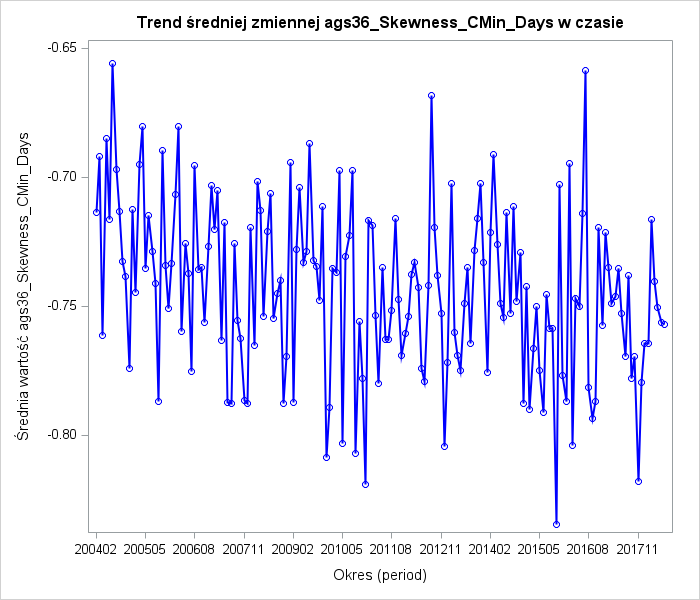 Trend średniej zmiennej ags36_Skewness_CMin_Days w czasie
Średnia wartość ags36_Skewness_CMin_Days
-0.65
-0.70
-0.75
-0.80
200402 200505 200608 200711 200902 201005 201108 201211 201402 201505 201608 201711
Okres (period)